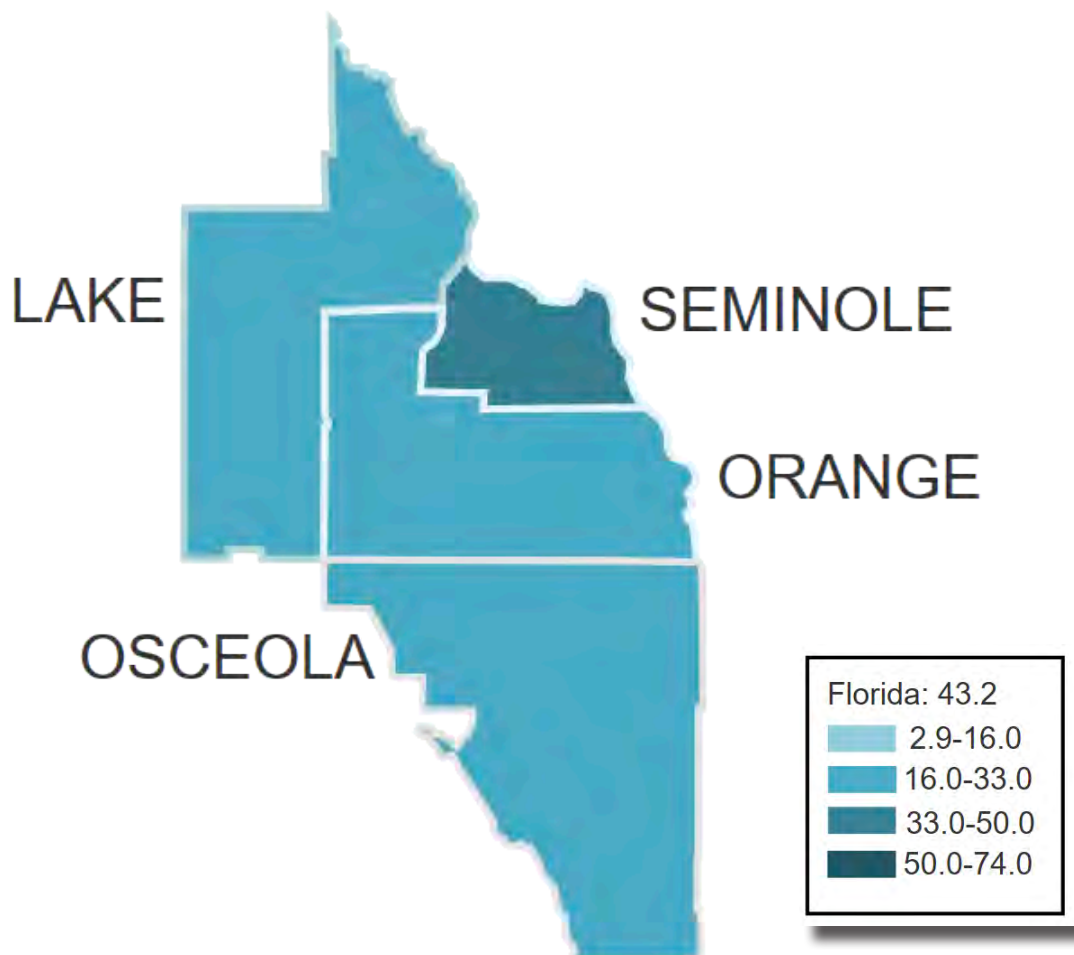 LAKE
SEMINOLE
ORANGE
OSCEOLA
Florida: 43.2
2.9-16.0
16.0-33.0
33.0-50.0
50.0-74.0